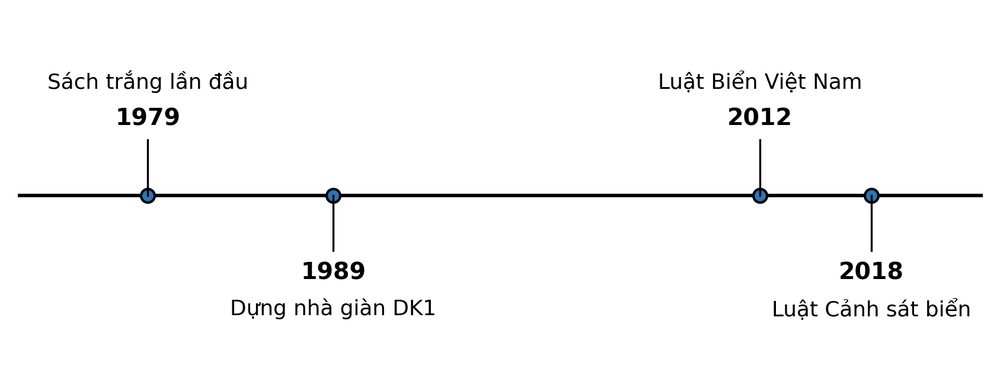 Sách trắng lần đầu
1979
Luật Biển Việt Nam
2012
1989
Dựng nhà giàn DK1
2018
Luật Cảnh sát biển